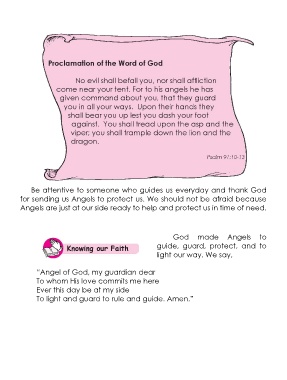 Proclamation of the Word of God
No evil shall befall you, nor shall affliction
come near your tent. For to his angels he has
given command about you, that they guard
you in all your ways. Upon their hands they
shall bear you up lest you dash your foot
against. You shall tread upon the asp and the
viper; you shall trample down the lion and the
dragon.
Psalm 91:10-13
Be attentive to someone who guides us everyday and thank God
for sending us Angels to protect us. We should not be afraid because
Angels are just at our side ready to help and protect us in time of need.
Knowing our Faith
God made Angels to
guide, guard, protect, and to
light our way. We say,
“Angel of God, my guardian dear
To whom His love commits me here
Ever this day be at my side
To light and guard to rule and guide. Amen.”